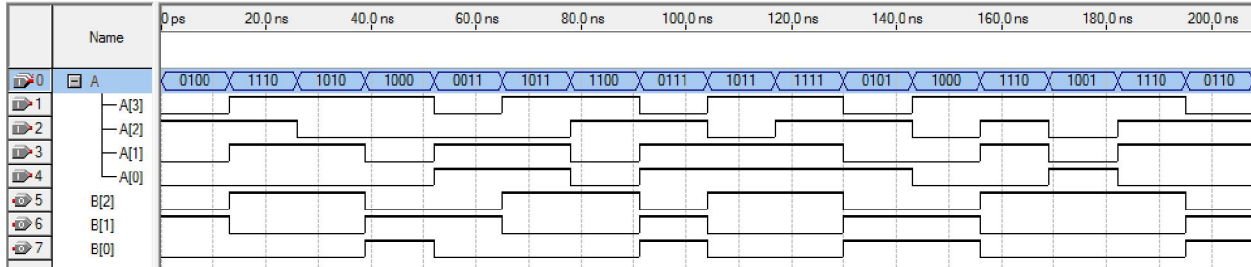 Name 0 ps 20.0 ns 40.0 ns 60.0 ns 80.0 ns 100.0 ns 120.0 ns 140.0 ns 160.0 ns 180.0 ns 200.0 ns
0 A 0100 1110 1010 1000 0011 1011 1100 0111 1011 1111 0101 1000 1110 1001 1110 0110
1 A[3]
2 A[2]
3 A[1]
4 A[0]
5 B[2]
6 B[1]
7 B[0]